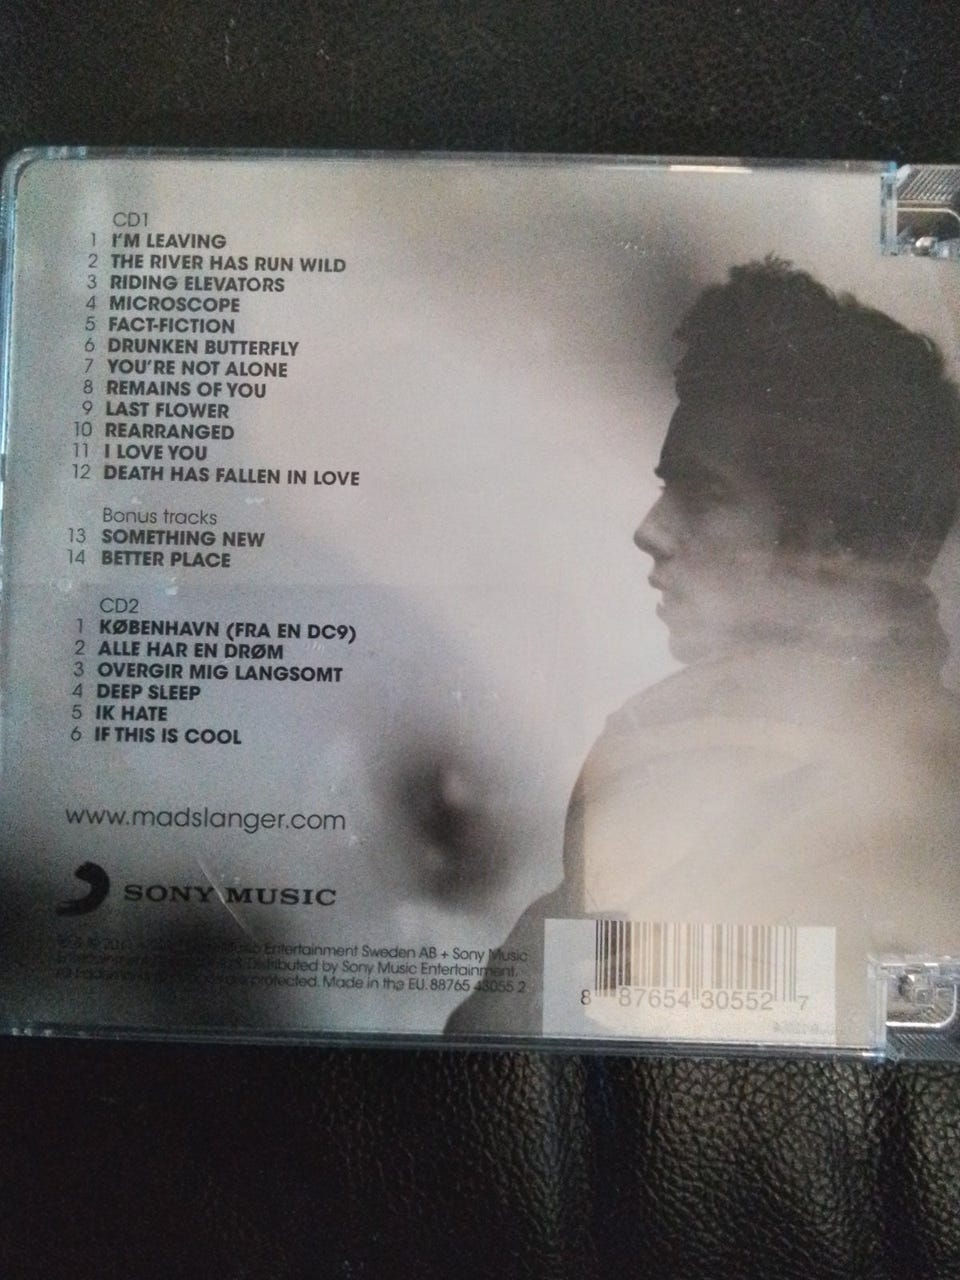 CD1
1 I'M LEAVING
2 THE RIVER HAS RUN WILD
3 RIDING ELEVATORS
4 MICROSCOPE
5 FACT-FICTION
6 DRUNKEN BUTTERFLY
7 YOU'RE NOT ALONE
8 REMAINS OF YOU
9 LAST FLOWER
10 REARRANGED
11 I LOVE YOU
12 DEATH HAS FALLEN IN LOVE
Bonus tracks
13 SOMETHING NEW
14 BETTER PLACE
CD2
1 KØBENHAVN (FRA EN DC9)
2 ALLE HAR EN DRØM
3 OVERGIR MIG LANGSOMT
4 DEEP SLEEP
5 IK HATE
6 IF THIS IS COOL
www.madslanger.com
SONY MUSIC
Entertainment Sweden AB + Sony Music
Distributed by Sony Music Entertainment.
protected. Made in the EU. 88765 43055 2
8 87654 30552 7